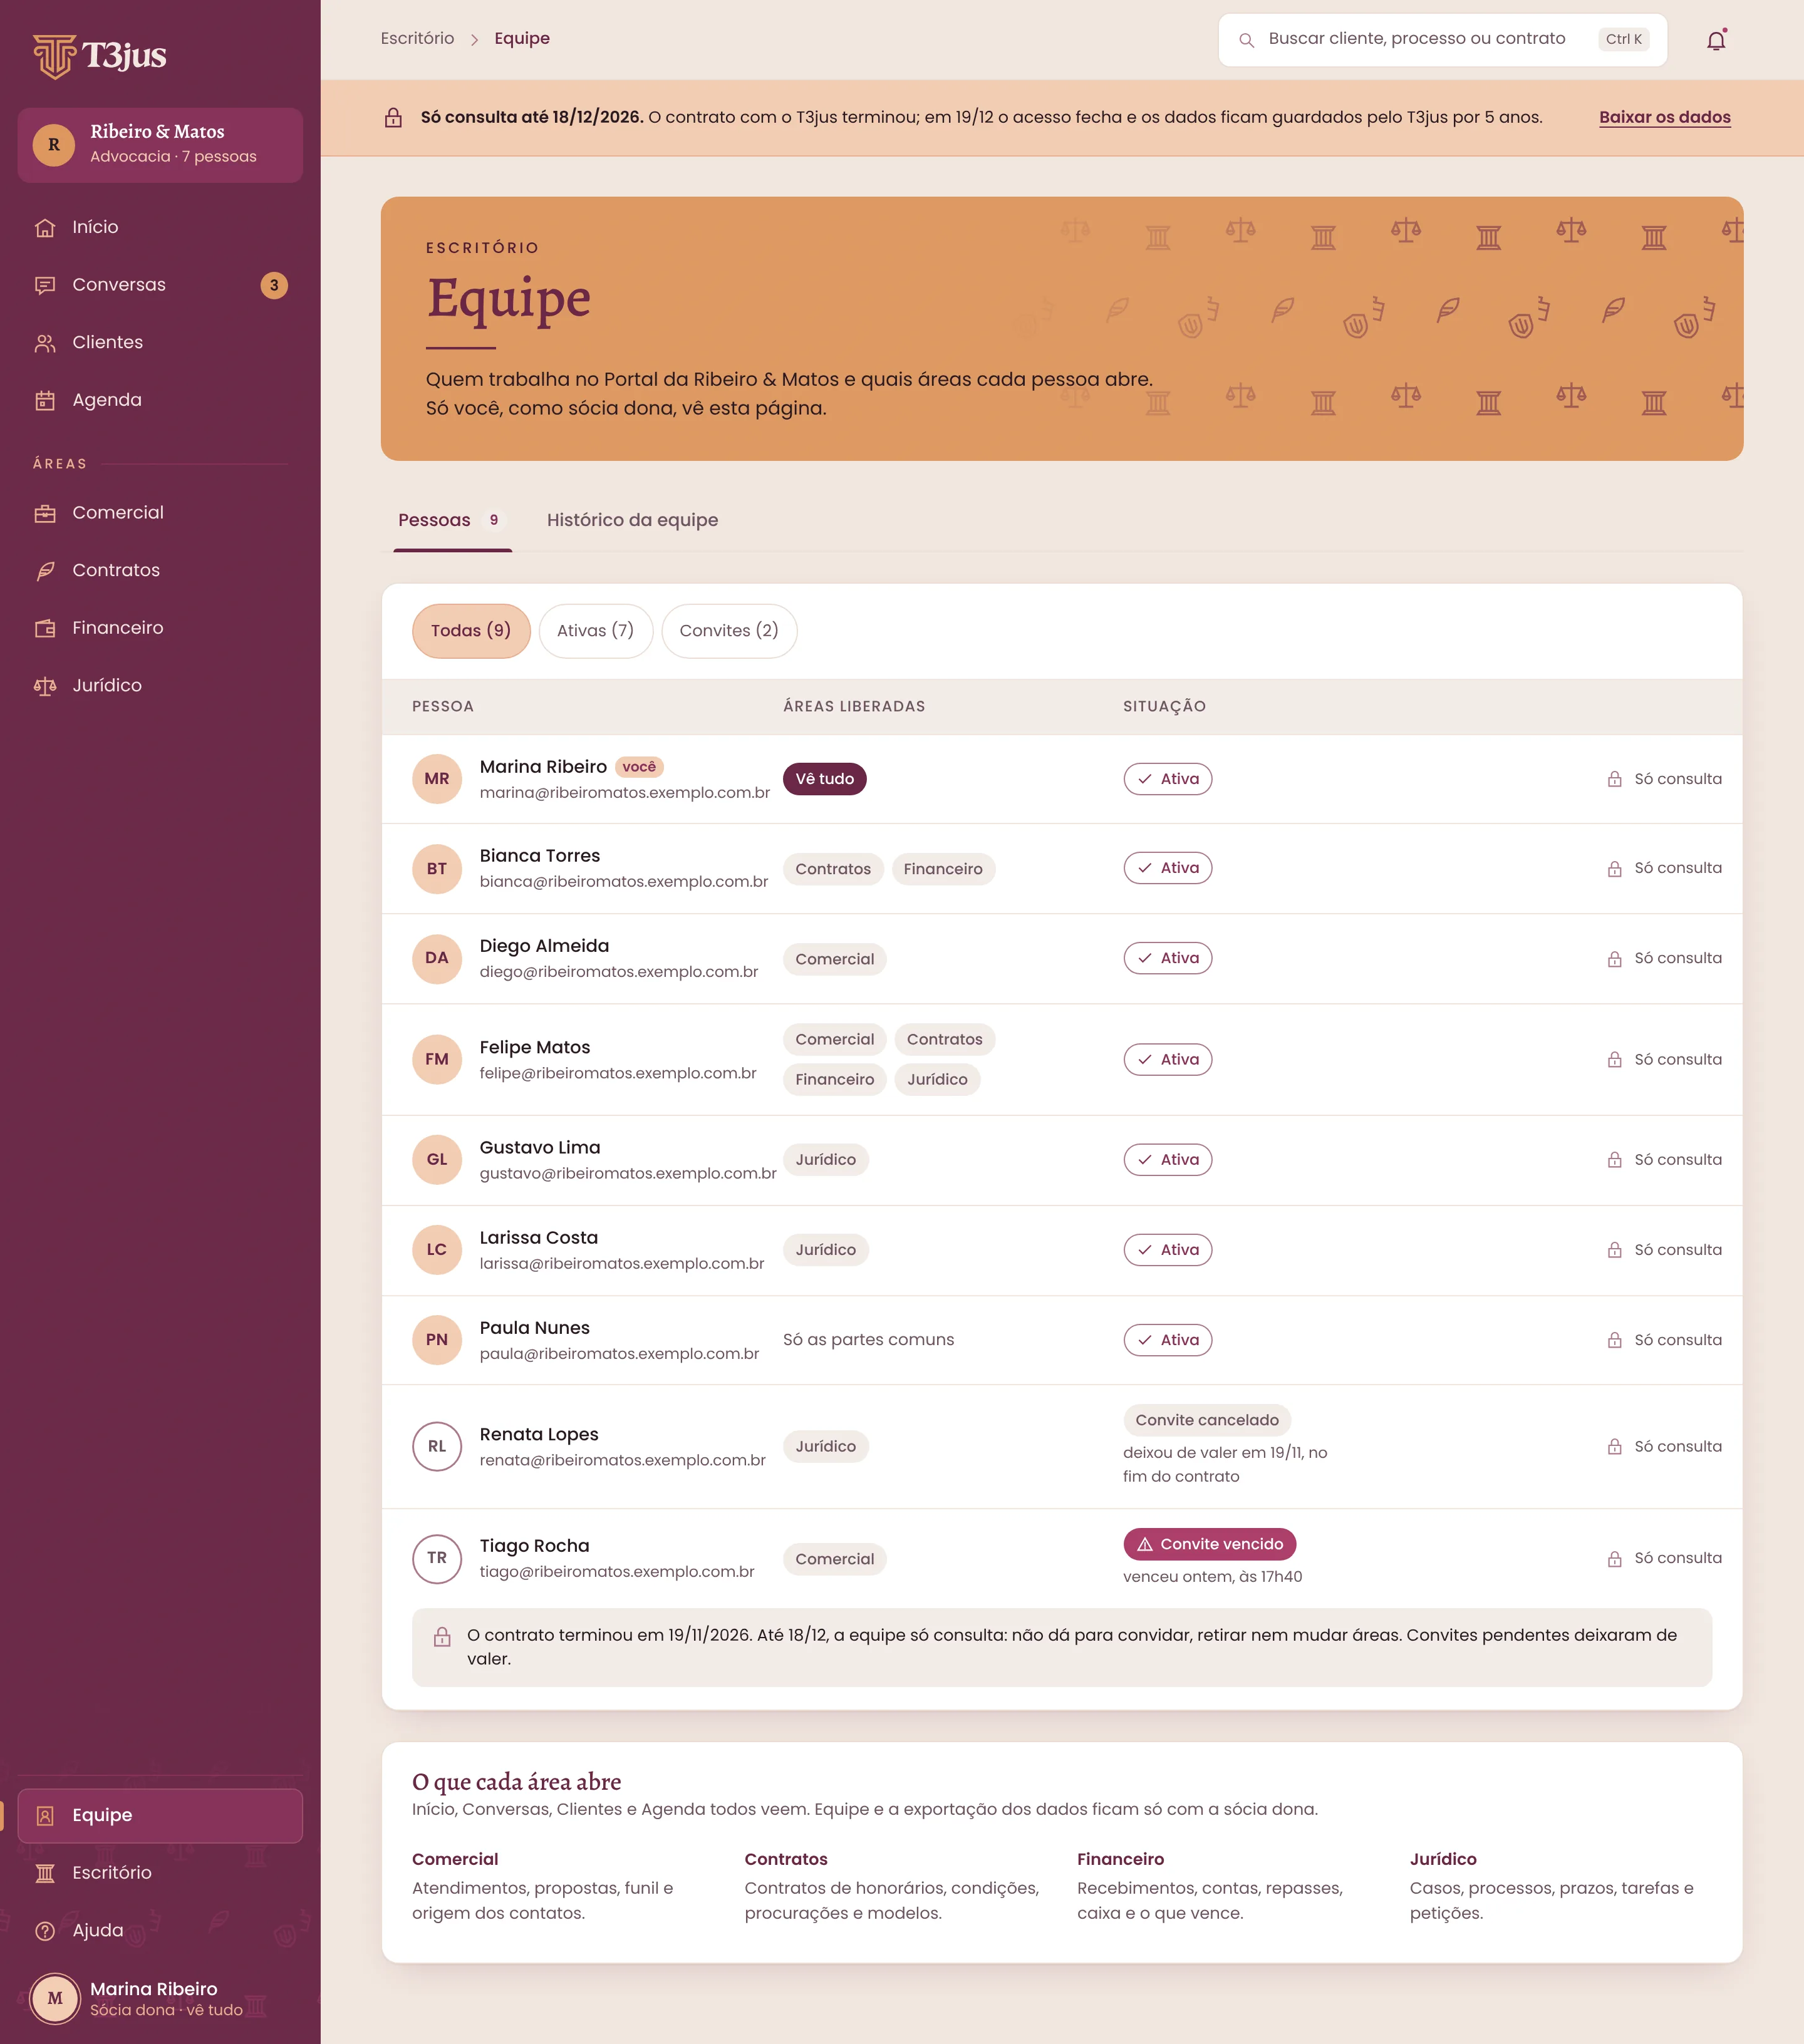 T3jus
R
Ribeiro & Matos
Advocacia · 7 pessoas
Início
Conversas
3
Clientes
Agenda
ÁREAS
Comercial
Contratos
Financeiro
Jurídico
Equipe
Escritório
Ajuda
M
Marina Ribeiro
Sócia dona · vê tudo
Escritório
Equipe
Buscar cliente, processo ou contrato
Ctrl K
Só consulta até 18/12/2026. O contrato com o T3jus terminou; em 19/12 o acesso fecha e os dados ficam guardados pelo T3jus por 5 anos.
Baixar os dados
ESCRITÓRIO
Equipe
Quem trabalha no Portal da Ribeiro & Matos e quais áreas cada pessoa abre.
Só você, como sócia dona, vê esta página.
Pessoas 9
Histórico da equipe
Todas (9)
Ativas (7)
Convites (2)
PESSOA
ÁREAS LIBERADAS
SITUAÇÃO
MR
Marina Ribeiro você
marina@ribeiromatos.exemplo.com.br
Vê tudo
Ativa
Só consulta
BT
Bianca Torres
bianca@ribeiromatos.exemplo.com.br
Contratos
Financeiro
Ativa
Só consulta
DA
Diego Almeida
diego@ribeiromatos.exemplo.com.br
Comercial
Ativa
Só consulta
FM
Felipe Matos
felipe@ribeiromatos.exemplo.com.br
Comercial
Contratos
Financeiro
Jurídico
Ativa
Só consulta
GL
Gustavo Lima
gustavo@ribeiromatos.exemplo.com.br
Jurídico
Ativa
Só consulta
LC
Larissa Costa
larissa@ribeiromatos.exemplo.com.br
Jurídico
Ativa
Só consulta
PN
Paula Nunes
paula@ribeiromatos.exemplo.com.br
Só as partes comuns
Ativa
Só consulta
RL
Renata Lopes
renata@ribeiromatos.exemplo.com.br
Jurídico
Convite cancelado
deixou de valer em 19/11, no
fim do contrato
Só consulta
TR
Tiago Rocha
tiago@ribeiromatos.exemplo.com.br
Comercial
Convite vencido
venceu ontem, às 17h40
Só consulta
O contrato terminou em 19/11/2026. Até 18/12, a equipe só consulta: não dá para convidar, retirar nem mudar áreas. Convites pendentes deixaram de
valer.
O que cada área abre
Início, Conversas, Clientes e Agenda todos veem. Equipe e a exportação dos dados ficam só com a sócia dona.
Comercial
Atendimentos, propostas, funil e
origem dos contatos.
Contratos
Contratos de honorários, condições,
procurações e modelos.
Financeiro
Recebimentos, contas, repasses,
caixa e o que vence.
Jurídico
Casos, processos, prazos, tarefas e
petições.